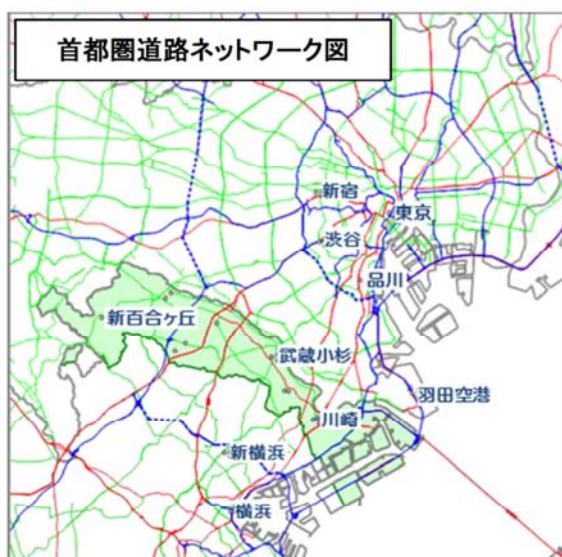 首都圏道路ネットワーク図
新宿
東京
渋谷
品川
新百合ヶ丘
武蔵小杉
羽田空港
川崎
新横浜
横浜